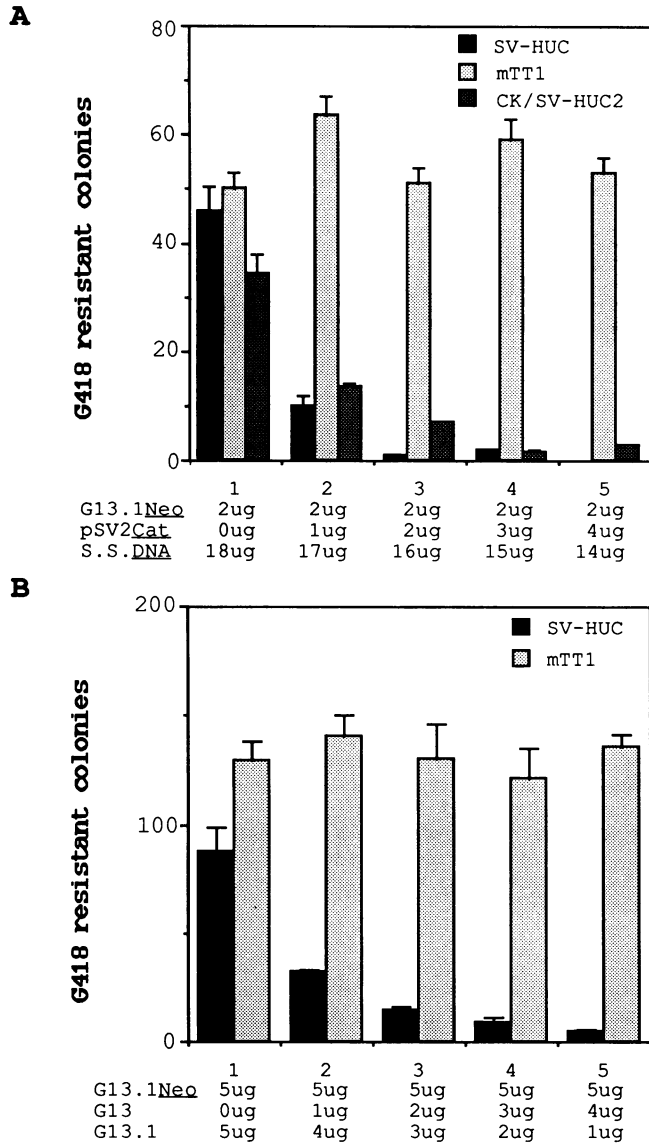 A
80
60
40
20
0
G418 resistant colonies
SV-HUC
mTT1
CK/SV-HUC2
1 2 3 4 5
G13.1Neo 2ug 2ug 2ug 2ug 2ug
pSV2Cat 0ug 1ug 2ug 3ug 4ug
S.S.DNA 18ug 17ug 16ug 15ug 14ug
B
200
100
0
G418 resistant colonies
SV-HUC
mTT1
1 2 3 4 5
G13.1Neo 5ug 5ug 5ug 5ug 5ug
G13 0ug 1ug 2ug 3ug 4ug
G13.1 5ug 4ug 3ug 2ug 1ug